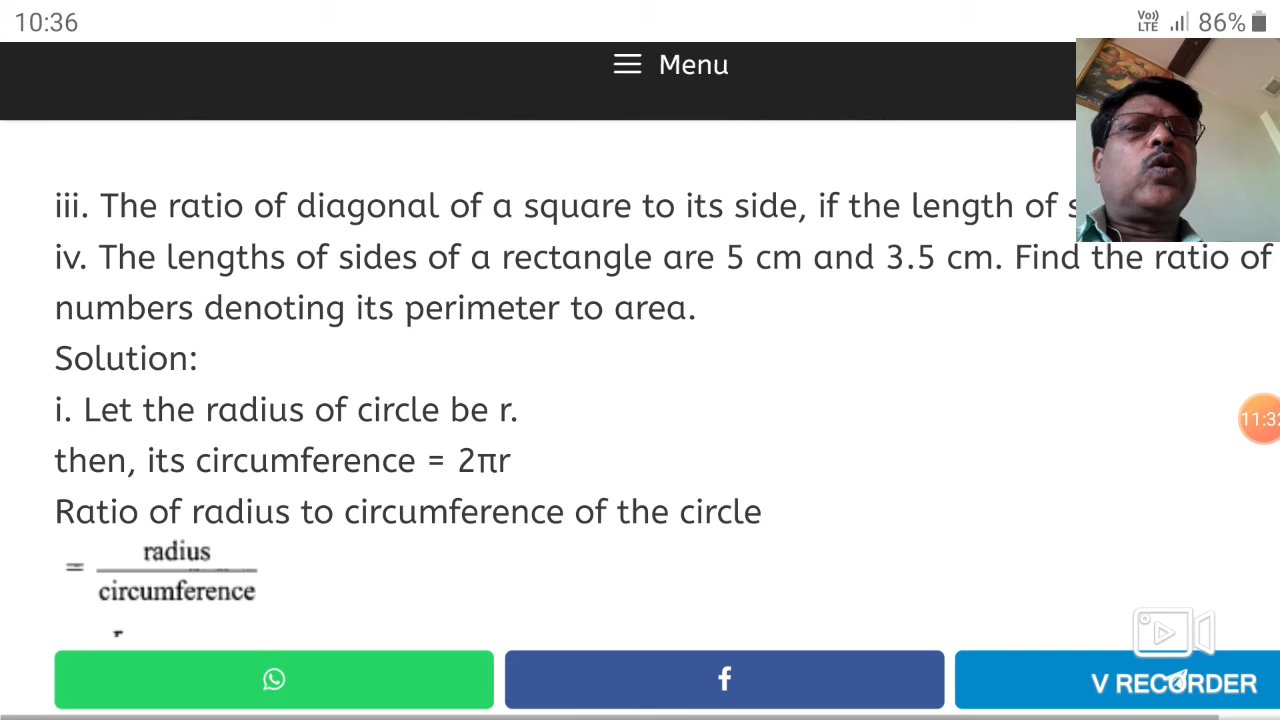 10:36
Vo)) LTE 86%
Menu
iii. The ratio of diagonal of a square to its side, if the length of
iv. The lengths of sides of a rectangle are 5 cm and 3.5 cm. Find the ratio of
numbers denoting its perimeter to area.
Solution:
i. Let the radius of circle be r.
then, its circumference = 2πr
Ratio of radius to circumference of the circle
= radius
circumference
r
11:32
V RECORDER